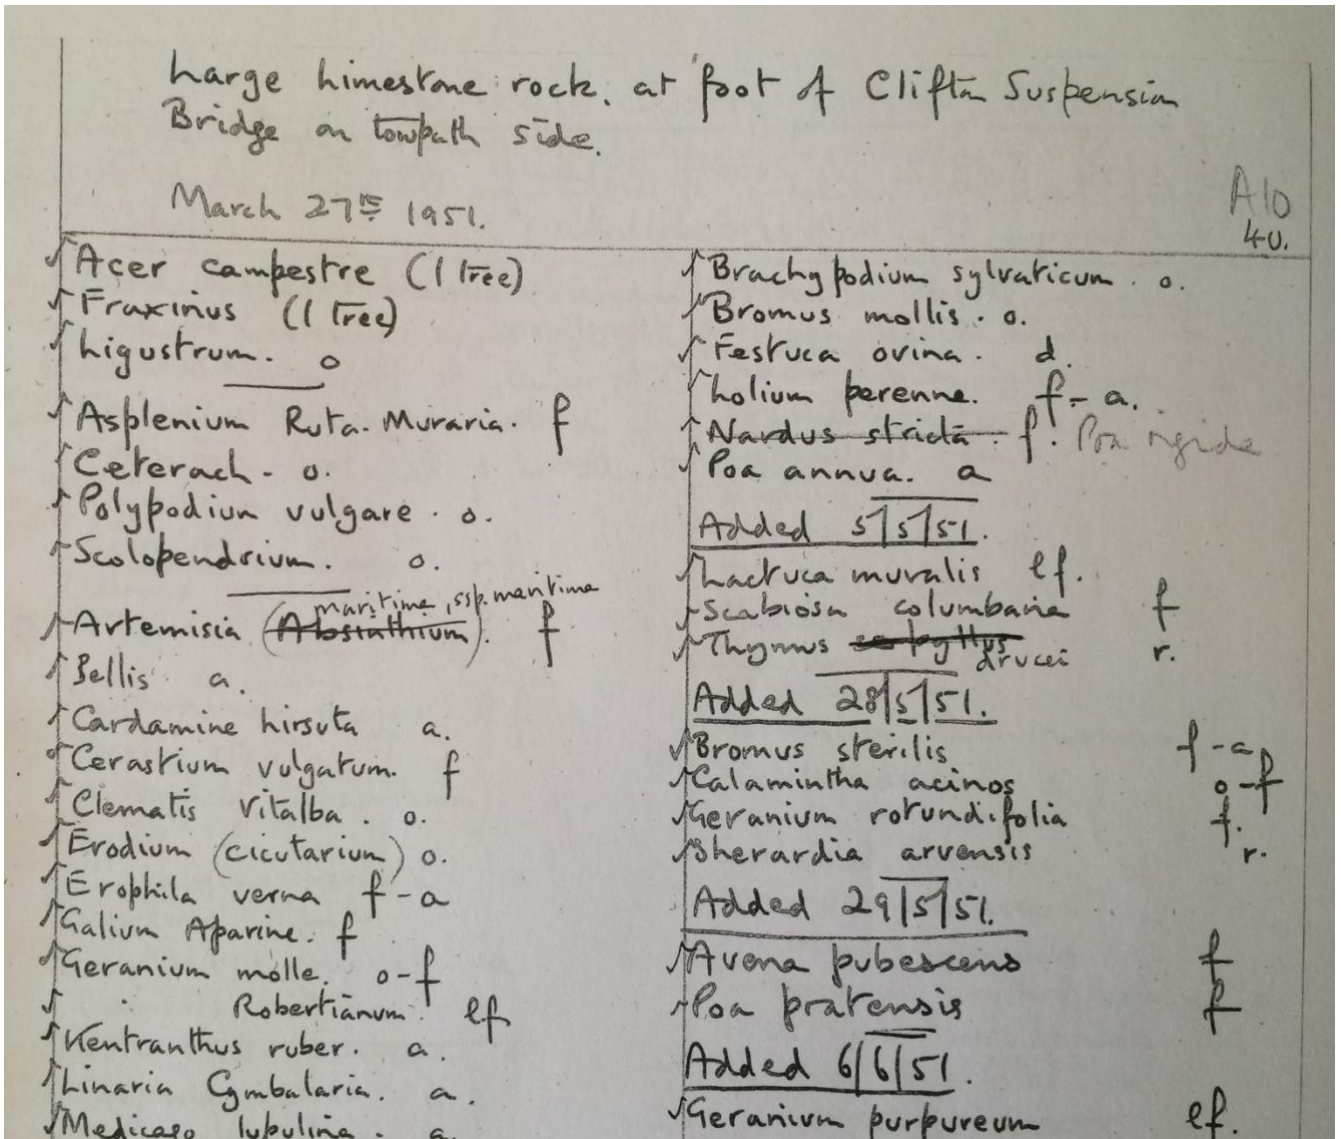 Large Limestone rock. at foot of Clifton Suspension
Bridge on towpath side.
March 27th 1951.
A10
40.
Acer campestre (1 Tree)
Fraxinus (1 Tree)
Ligustrum. o
Asplenium Ruta-Muraria. f
Ceterach - o.
Polypodium vulgare . o.
Scolopendrium. o.
maritima, ssp. maritima
Artemisia (Absinthium). f
Bellis a.
Cardamine hirsuta a.
Cerastium vulgatum. f
Clematis Vitalba . o.
Erodium (cicutarium) o.
Erophila verna f-a
Galium Aparine. f
Geranium molle. o-f
Robertianum. lf
Kentranthus ruber. a.
Linaria Cymbalaria. a.
Medicago lupulina. a.
Brachypodium sylvaticum . o.
Bromus mollis . o.
Festuca ovina . d.
Lolium perenne. f-a.
Nardus stricta . f. Poa rigida
Poa annua. a
Added 5/5/51.
Lactuca muralis lf.
Scabiosa columbaria f
Thymus drucei r.
Added 28/5/51.
Bromus sterilis f-a
Calamintha acinos o-f
Geranium rotundifolia f.
Sherardia arvensis r.
Added 29/5/51.
Avena pubescens f
Poa pratensis f
Added 6/6/51.
Geranium purpureum lf.